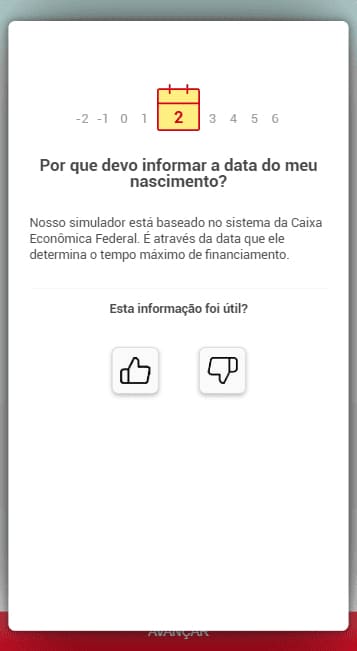 -2 -1 0 1 2 3 4 5 6
Por que devo informar a data do meu
nascimento?
Nosso simulador está baseado no sistema da Caixa
Econômica Federal. É através da data que ele
determina o tempo máximo de financiamento.
Esta informação foi útil?
AVANÇAR